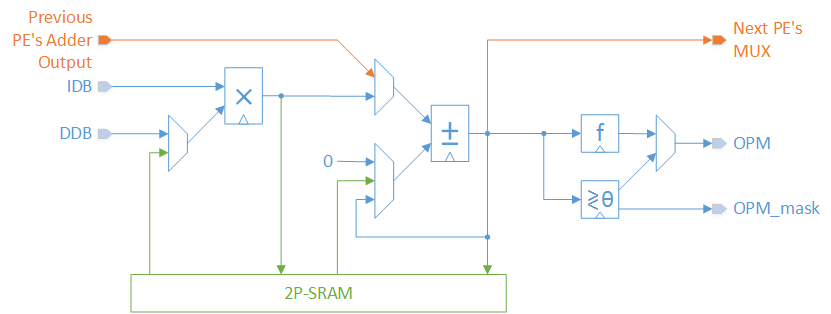 Previous
PE's Adder
Output
Next PE's
MUX
IDB
×
DDB
±
0
f
OPM
≥θ
OPM_mask
2P-SRAM